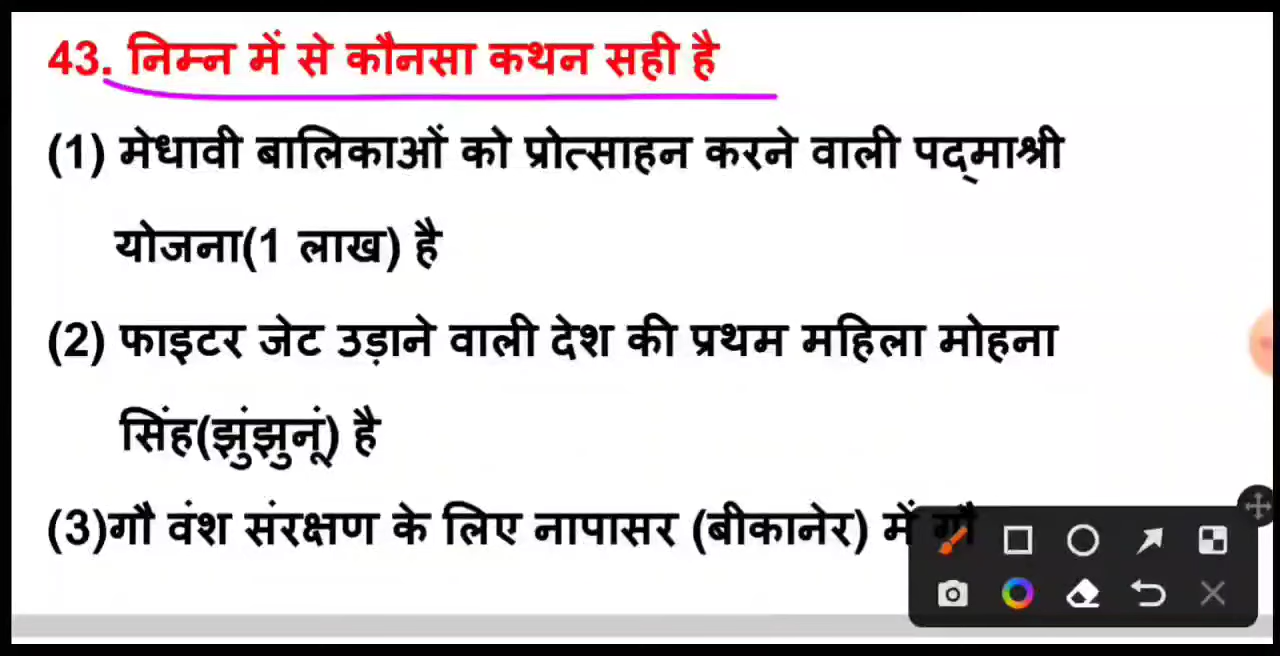 43. निम्न में से कौनसा कथन सही है
(1) मेधावी बालिकाओं को प्रोत्साहन करने वाली पद्माश्री
योजना(1 लाख) है
(2) फाइटर जेट उड़ाने वाली देश की प्रथम महिला मोहना
सिंह(झुंझुनूं) है
(3)गौ वंश संरक्षण के लिए नापासर (बीकानेर) में गौ